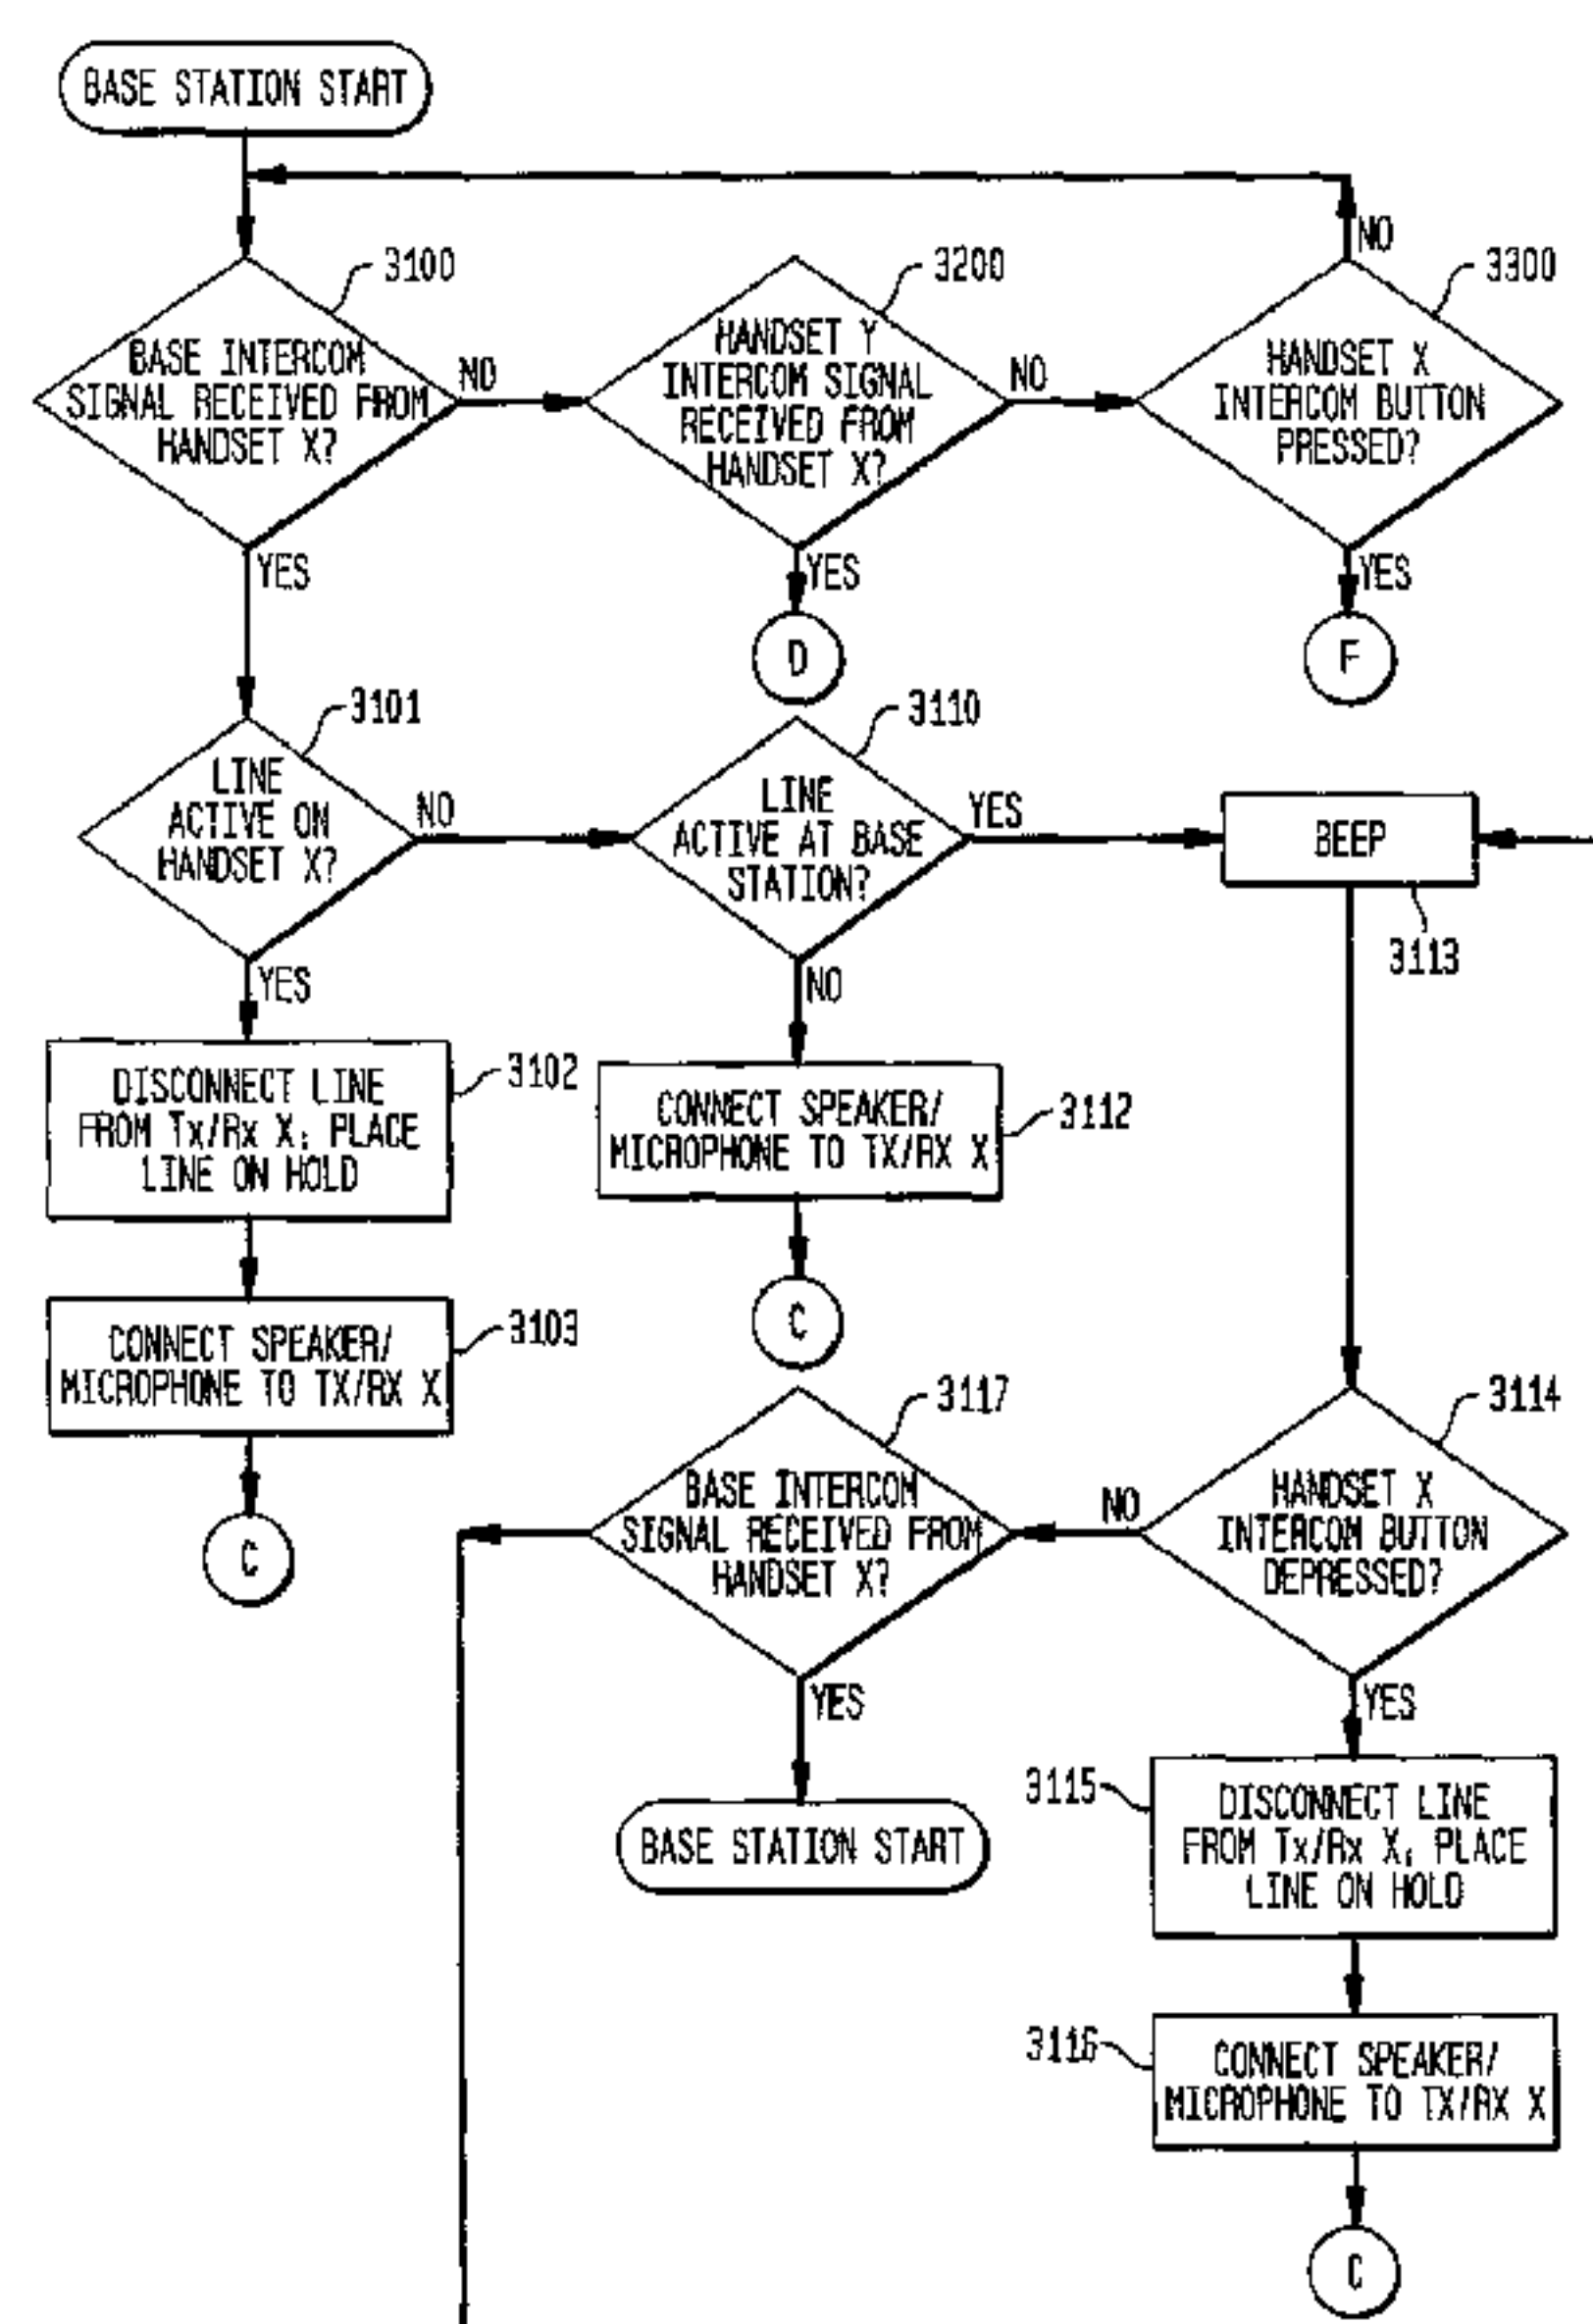 BASE STATION START
NO
3100
3200
3300
BASE INTERCOM
SIGNAL RECEIVED FROM
HANDSET X?
NO
HANDSET Y
INTERCOM SIGNAL
RECEIVED FROM
HANDSET X?
NO
HANDSET X
INTERCOM BUTTON
PRESSED?
YES
YES
YES
D
F
3101
3110
LINE
ACTIVE ON
HANDSET X?
NO
LINE
ACTIVE AT BASE
STATION?
YES
BEEP
3113
YES
NO
DISCONNECT LINE
FROM Tx/Rx X; PLACE
LINE ON HOLD
3102
CONNECT SPEAKER/
MICROPHONE TO TX/RX X
3112
CONNECT SPEAKER/
MICROPHONE TO TX/RX X
3103
C
C
3117
3114
BASE INTERCOM
SIGNAL RECEIVED FROM
HANDSET X?
NO
HANDSET X
INTERCOM BUTTON
DEPRESSED?
YES
YES
BASE STATION START
3115
DISCONNECT LINE
FROM Tx/Rx X, PLACE
LINE ON HOLD
3116
CONNECT SPEAKER/
MICROPHONE TO TX/RX X
C